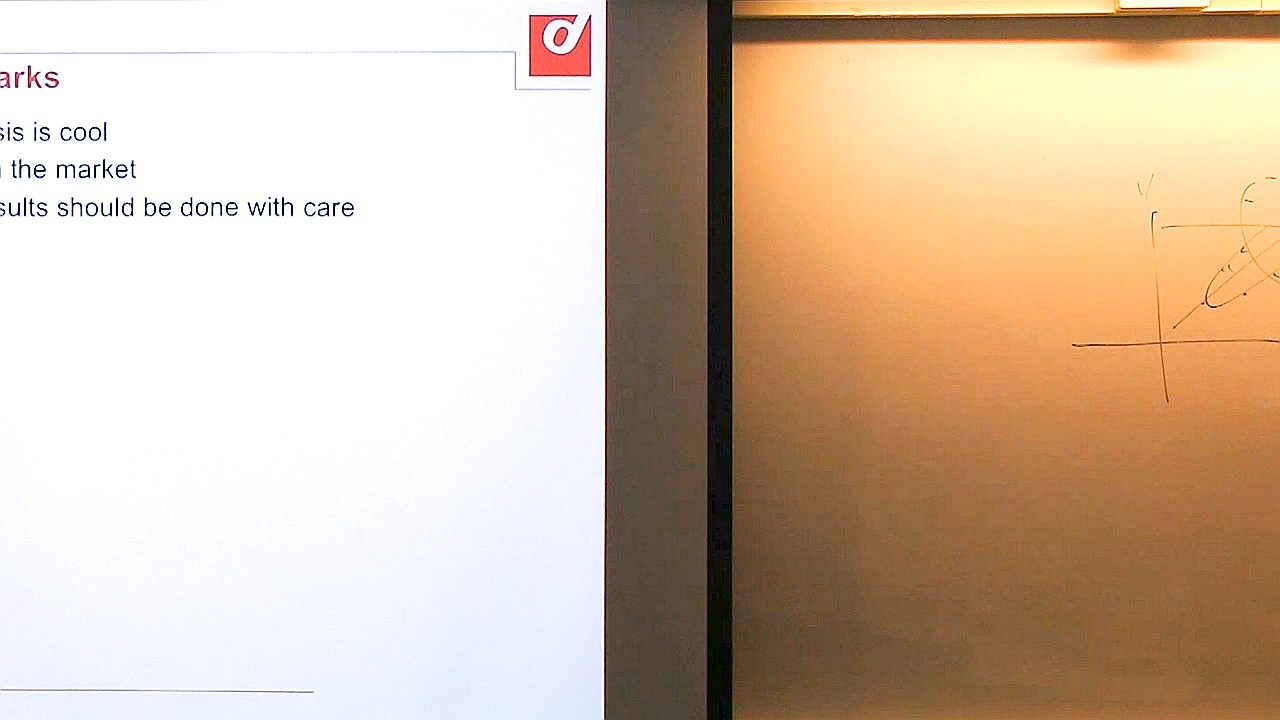 arks
sis is cool
the market
sults should be done with care
Y